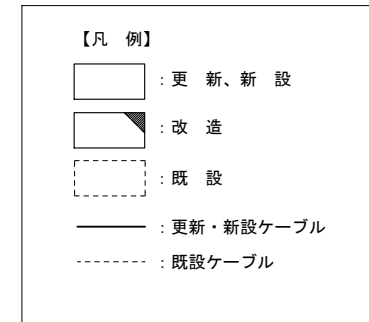 【凡　例】
：更　新、新　設
：改　造
：既　設
：更新・新設ケーブル
：既設ケーブル